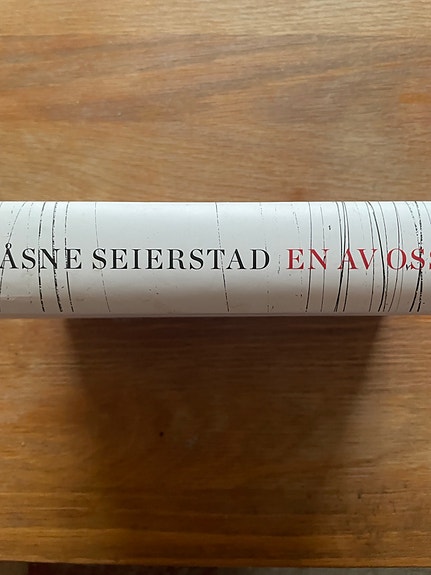 ÅSNE SEIERSTAD EN AV OSS